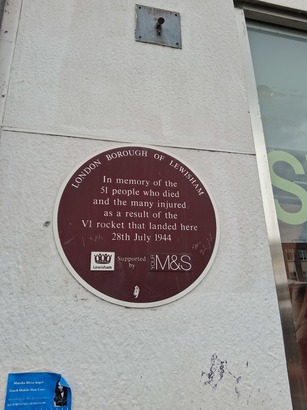 LONDON BOROUGH OF LEWISHAM
In memory of the
51 people who died
and the many injured
as a result of the
V1 rocket that landed here
28th July 1944
Lewisham
Supported
by
YOUR
M&S
S